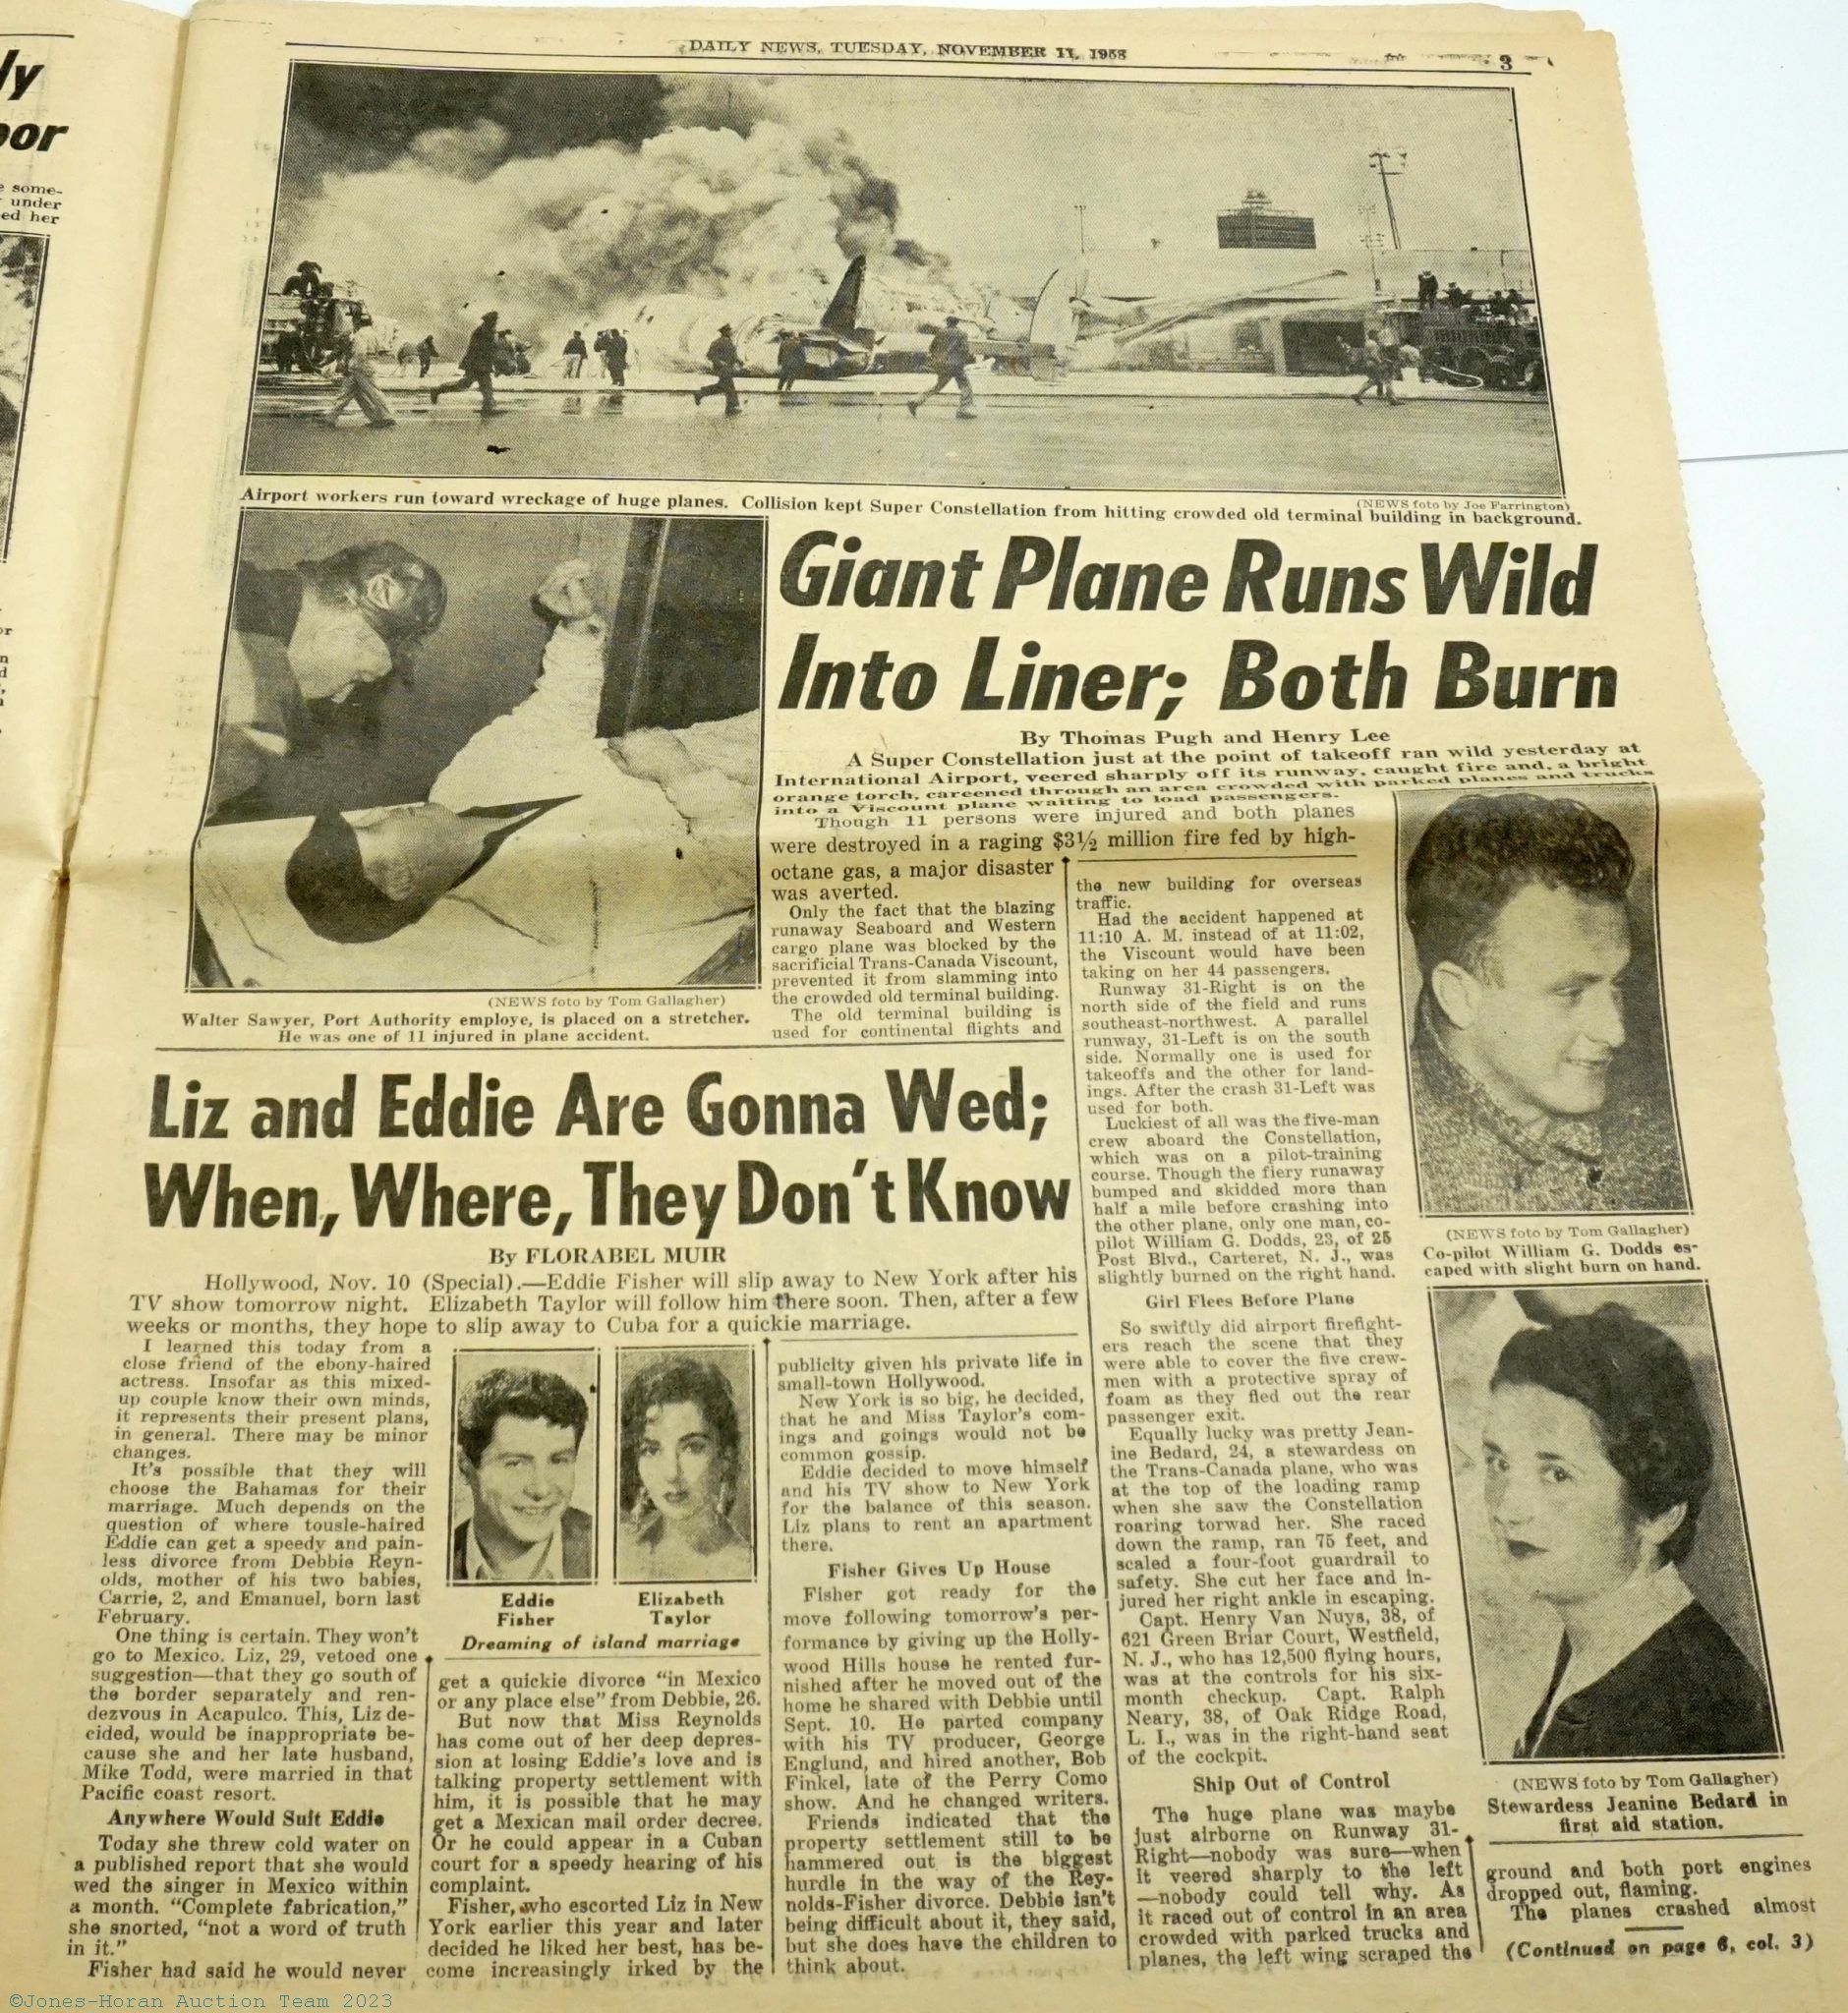 ly
oor
e some-
under
ed her
or
n
d
DAILY NEWS, TUESDAY, NOVEMBER 11, 1958
3
(NEWS foto by Joe Farrington)
Airport workers run toward wreckage of huge planes. Collision kept Super Constellation from hitting crowded old terminal building in background.
(NEWS foto by Tom Gallagher)
Walter Sawyer, Port Authority employe, is placed on a stretcher.
He was one of 11 injured in plane accident.
Giant Plane Runs Wild
Into Liner; Both Burn
By Thomas Pugh and Henry Lee
A Super Constellation just at the point of takeoff ran wild yesterday at
International Airport, veered sharply off its runway, caught fire and, a bright
orange torch, careened through an area crowded with parked planes and trucks
into a Viscount plane waiting to load passengers.
Though 11 persons were injured and both planes
were destroyed in a raging $3½ million fire fed by high-
octane gas, a major disaster
was averted.
Only the fact that the blazing
runaway Seaboard and Western
cargo plane was blocked by the
sacrificial Trans-Canada Viscount,
prevented it from slamming into
the crowded old terminal building.
The old terminal building is
used for continental flights and
the new building for overseas
traffic.
Had the accident happened at
11:10 A. M. instead of at 11:02,
the Viscount would have been
taking on her 44 passengers.
Runway 31-Right is on the
north side of the field and runs
southeast-northwest. A parallel
runway, 31-Left is on the south
side. Normally one is used for
takeoffs and the other for land-
ings. After the crash 31-Left was
used for both.
Luckiest of all was the five-man
crew aboard the Constellation,
which was on a pilot-training
course. Though the fiery runaway
bumped and skidded more than
half a mile before crashing into
the other plane, only one man, co-
pilot William G. Dodds, 23, of 25
Post Blvd., Carteret, N. J., was
slightly burned on the right hand.
Girl Flees Before Plane
So swiftly did airport firefight-
ers reach the scene that they
were able to cover the five crew-
men with a protective spray of
foam as they fled out the rear
passenger exit.
Equally lucky was pretty Jean-
ine Bedard, 24, a stewardess on
the Trans-Canada plane, who was
at the top of the loading ramp
when she saw the Constellation
roaring torwad her. She raced
down the ramp, ran 75 feet, and
scaled a four-foot guardrail to
safety. She cut her face and in-
jured her right ankle in escaping.
Capt. Henry Van Nuys, 38, of
621 Green Briar Court, Westfield,
N. J., who has 12,500 flying hours,
was at the controls for his six-
month checkup. Capt. Ralph
Neary, 38, of Oak Ridge Road,
L. I., was in the right-hand seat
of the cockpit.
Ship Out of Control
The huge plane was maybe
just airborne on Runway 31-
Right—nobody was sure—when
it veered sharply to the left
—nobody could tell why. As
it raced out of control in an area
crowded with parked trucks and
planes, the left wing scraped the
(NEWS foto by Tom Gallagher)
Co-pilot William G. Dodds es-
caped with slight burn on hand.
(NEWS foto by Tom Gallagher)
Stewardess Jeanine Bedard in
first aid station.
ground and both port engines
dropped out, flaming.
The planes crashed almost
(Continued on page 6, col. 3)
Liz and Eddie Are Gonna Wed;
When, Where, They Don't Know
By FLORABEL MUIR
Hollywood, Nov. 10 (Special).—Eddie Fisher will slip away to New York after his
TV show tomorrow night. Elizabeth Taylor will follow him there soon. Then, after a few
weeks or months, they hope to slip away to Cuba for a quickie marriage.
I learned this today from a
close friend of the ebony-haired
actress. Insofar as this mixed-
up couple know their own minds,
it represents their present plans,
in general. There may be minor
changes.
It's possible that they will
choose the Bahamas for their
marriage. Much depends on the
question of where tousle-haired
Eddie can get a speedy and pain-
less divorce from Debbie Reyn-
olds, mother of his two babies,
Carrie, 2, and Emanuel, born last
February.
One thing is certain. They won't
go to Mexico. Liz, 29, vetoed one
suggestion—that they go south of
the border separately and ren-
dezvous in Acapulco. This, Liz de-
cided, would be inappropriate be-
cause she and her late husband,
Mike Todd, were married in that
Pacific coast resort.
Anywhere Would Suit Eddie
Today she threw cold water on
a published report that she would
wed the singer in Mexico within
a month. "Complete fabrication,"
she snorted, "not a word of truth
in it."
Fisher had said he would never
Eddie
Fisher
Elizabeth
Taylor
Dreaming of island marriage
get a quickie divorce "in Mexico
or any place else" from Debbie, 26.
But now that Miss Reynolds
has come out of her deep depres-
sion at losing Eddie's love and is
talking property settlement with
him, it is possible that he may
get a Mexican mail order decree.
Or he could appear in a Cuban
court for a speedy hearing of his
complaint.
Fisher, who escorted Liz in New
York earlier this year and later
decided he liked her best, has be-
come increasingly irked by the
publicity given his private life in
small-town Hollywood.
New York is so big, he decided,
that he and Miss Taylor's com-
ings and goings would not be
common gossip.
Eddie decided to move himself
and his TV show to New York
for the balance of this season.
Liz plans to rent an apartment
there.
Fisher Gives Up House
Fisher got ready for the
move following tomorrow's per-
formance by giving up the Holly-
wood Hills house he rented fur-
nished after he moved out of the
home he shared with Debbie until
Sept. 10. He parted company
with his TV producer, George
Englund, and hired another, Bob
Finkel, late of the Perry Como
show. And he changed writers.
Friends indicated that the
property settlement still to be
hammered out is the biggest
hurdle in the way of the Rey-
nolds-Fisher divorce. Debbie isn't
being difficult about it, they said,
but she does have the children to
think about.
©Jones-Horan Auction Team 2023